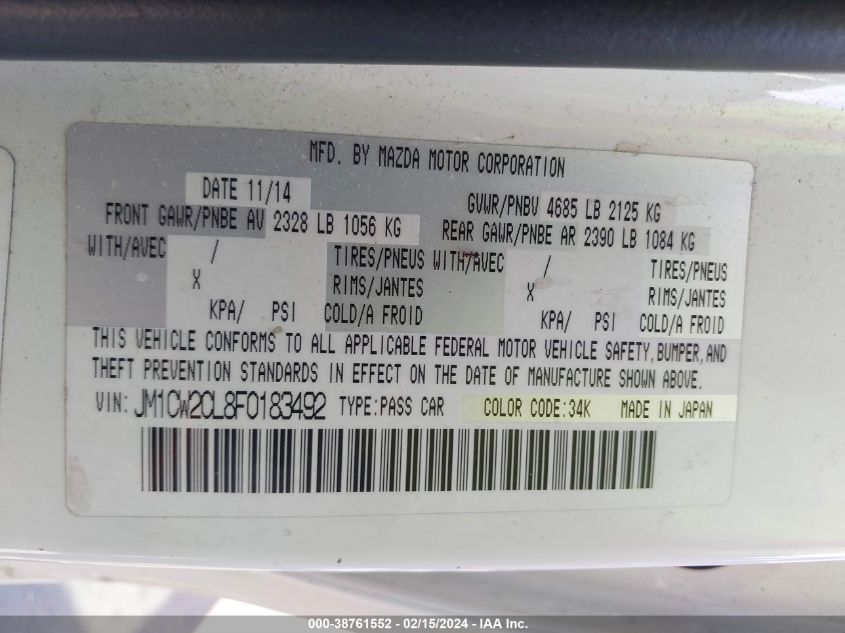 MFD. BY MAZDA MOTOR CORPORATION
DATE 11/14 GVWR/PNBV 4685 LB 2125 KG
FRONT GAWR/PNBE AV 2328 LB 1056 KG REAR GAWR/PNBE AR 2390 LB 1084 KG
WITH/AVEC / TIRES/PNEUS WITH/AVEC / TIRES/PNEUS
X RIMS/JANTES X RIMS/JANTES
KPA/ PSI COLD/A FROID KPA/ PSI COLD/A FROID
THIS VEHICLE CONFORMS TO ALL APPLICABLE FEDERAL MOTOR VEHICLE SAFETY,BUMPER,AND
THEFT PREVENTION STANDARDS IN EFFECT ON THE DATE OF MANUFACTURE SHOWN ABOVE.
VIN: JM1CW2CL8F0183492 TYPE:PASS CAR COLOR CODE:34K MADE IN JAPAN
000-38761552 - 02/15/2024 - IAA Inc.